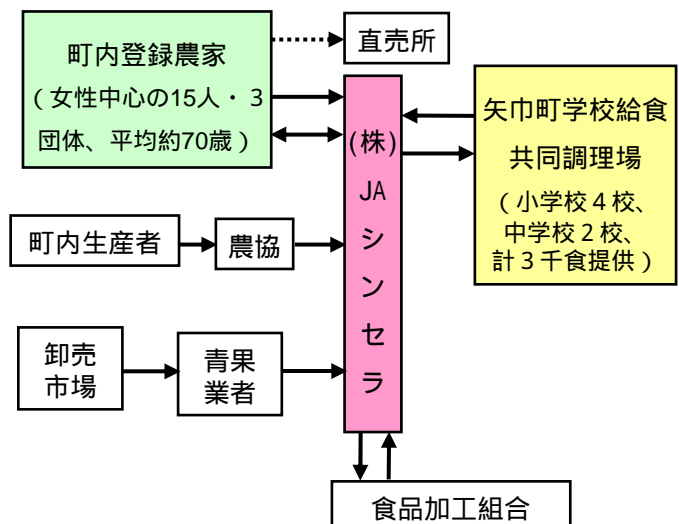 町内登録農家
（女性中心の15人・３
団体、平均約70歳）
直売所
(株)
JA
シ
ン
セ
ラ
矢巾町学校給食
共同調理場
（小学校４校、
中学校２校、
計３千食提供）
町内生産者
農協
卸売
市場
青果
業者
食品加工組合